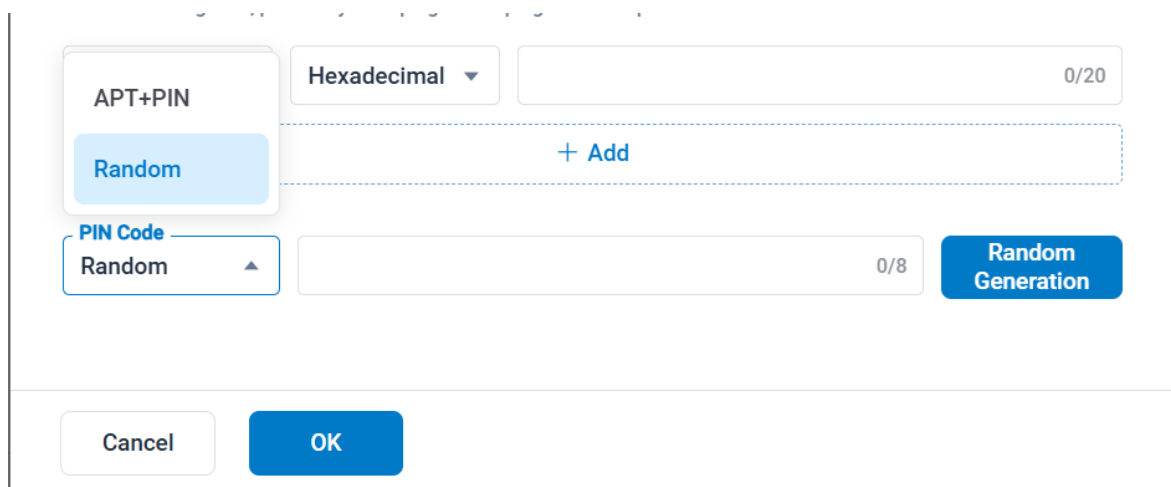 Hexadecimal
0/20
APT+PIN
Random
+ Add
PIN Code
Random
0/8
Random
Generation
Cancel
OK